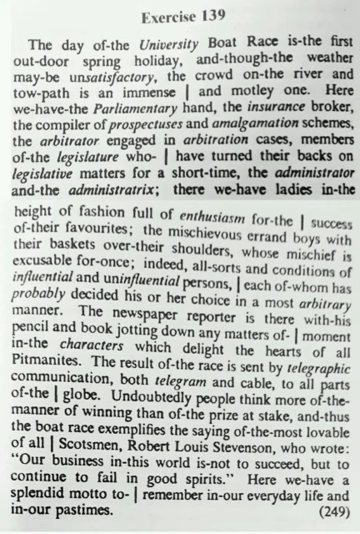 Exercise 139
The day of-the University Boat Race is-the first
out-door spring holiday, and-though-the weather
may-be unsatisfactory, the crowd on-the river and
tow-path is an immense | and motley one. Here
we-have-the Parliamentary hand, the insurance broker,
the compiler of prospectuses and amalgamation schemes,
the arbitrator engaged in arbitration cases, members
of-the legislature who- | have turned their backs on
legislative matters for a short-time, the administrator
and-the administratrix; there we-have ladies in-the
height of fashion full of enthusiasm for-the | success
of-their favourites; the mischievous errand boys with
their baskets over-their shoulders, whose mischief is
excusable for-once; indeed, all-sorts and conditions of
influential and uninfluential persons, | each of-whom has
probably decided his or her choice in a most arbitrary
manner. The newspaper reporter is there with-his
pencil and book jotting down any matters of- | moment
in-the characters which delight the hearts of all
Pitmanites. The result of-the race is sent by telegraphic
communication, both telegram and cable, to all parts
of-the | globe. Undoubtedly people think more of-the-
manner of winning than of-the prize at stake, and-thus
the boat race exemplifies the saying of-the-most lovable
of all | Scotsmen, Robert Louis Stevenson, who wrote:
"Our business in-this world is-not to succeed, but to
continue to fail in good spirits." Here we-have a
splendid motto to- | remember in-our everyday life and
in-our pastimes. (249)